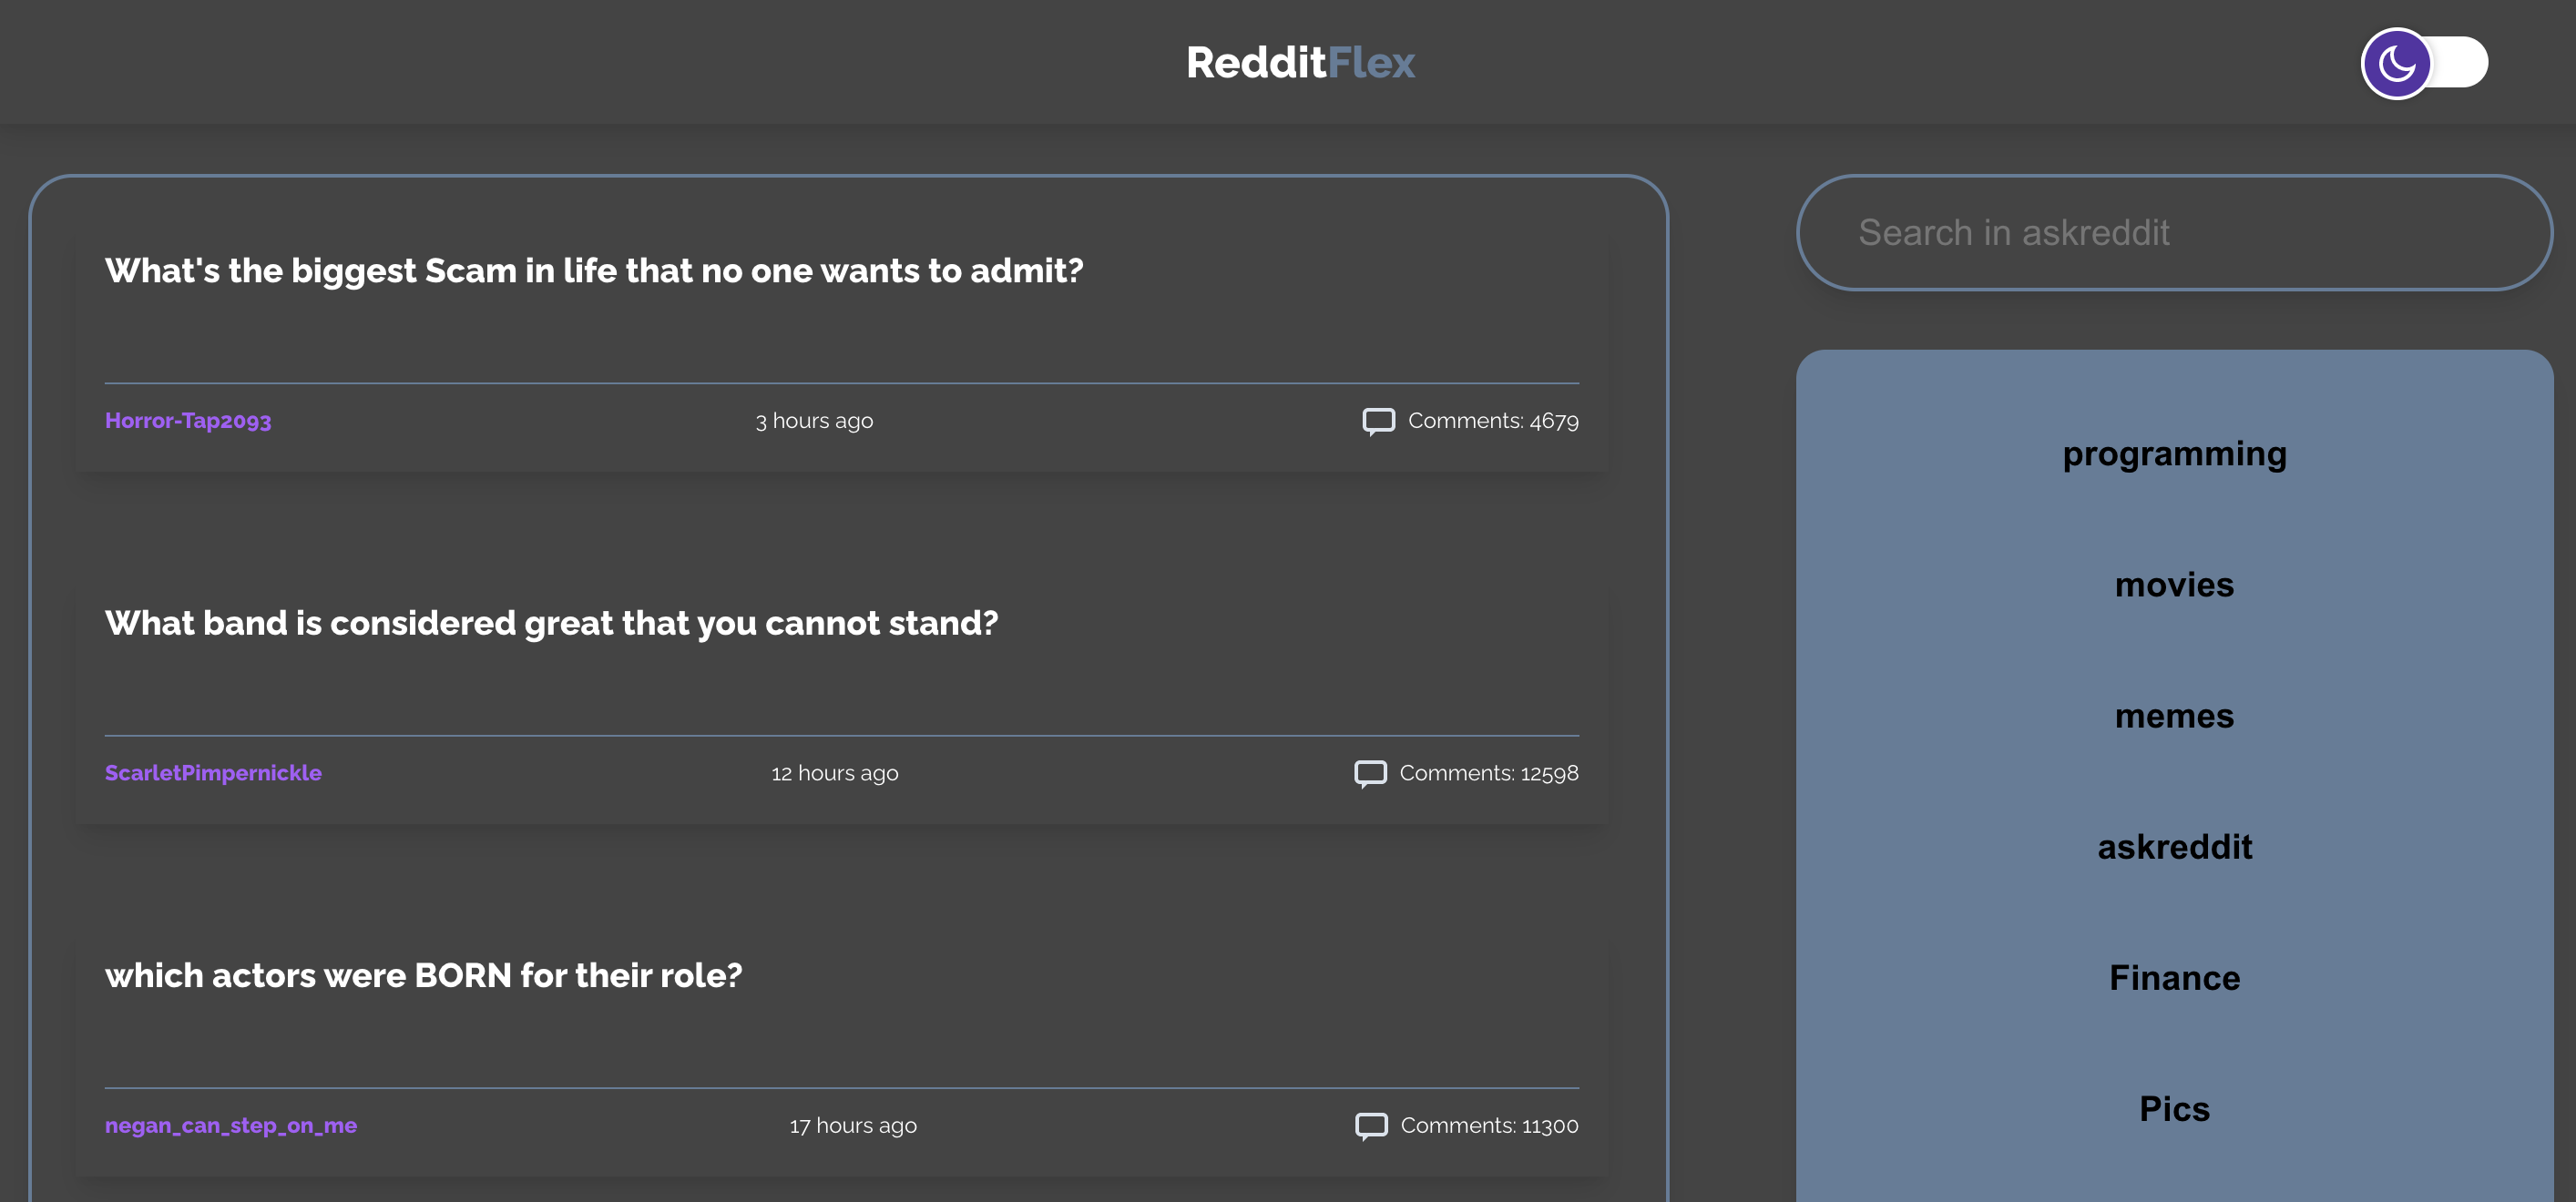 RedditFlex
What's the biggest Scam in life that no one wants to admit?
Horror-Tap2093 3 hours ago Comments: 4679
What band is considered great that you cannot stand?
ScarletPimpernickle 12 hours ago Comments: 12598
which actors were BORN for their role?
negan_can_step_on_me 17 hours ago Comments: 11300
Search in askreddit
programming
movies
memes
askreddit
Finance
Pics